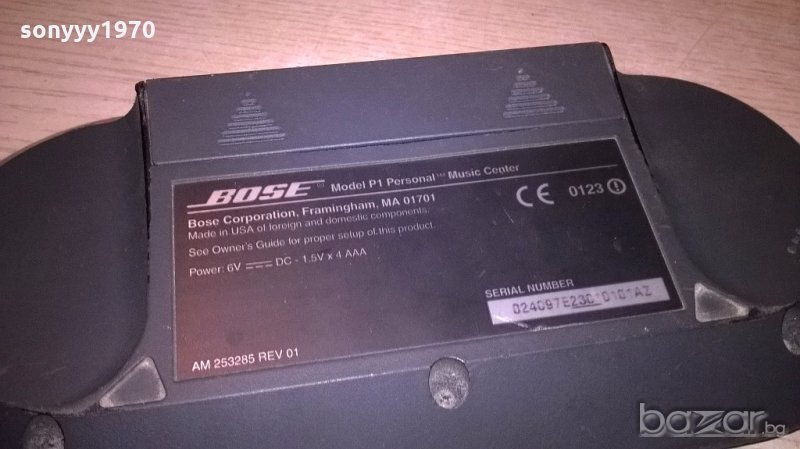 sonyyy1970
BOSE® Model P1 Personal™ Music Center
Bose Corporation, Framingham, MA 01701
Made in USA of foreign and domestic components.
See Owner's Guide for proper setup of this product.
Power: 6V DC - 1.5V x 4 AAA
CE 0123
SERIAL NUMBER
AM 253285 REV 01
bazar.bg